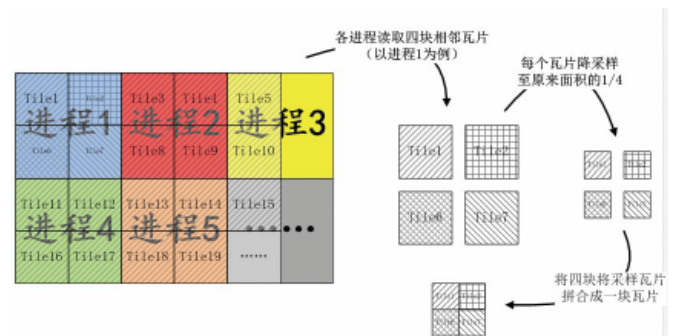 各进程读取四块相邻瓦片
（以进程1为例）
每个瓦片降采样
至原来面积的1/4
Tile1
Tile3 Tile4 Tile5
进程1 进程2 进程3
Tile6 Tile7 Tile8 Tile9 Tile10
Tile11 Tile12 Tile13 Tile14 Tile15
进程4 进程5 ••••••
Tile16 Tile17 Tile18 Tile19 ……
Tile1 Tile2
Tile6 Tile7
将四块将采样瓦片
拼合成一块瓦片